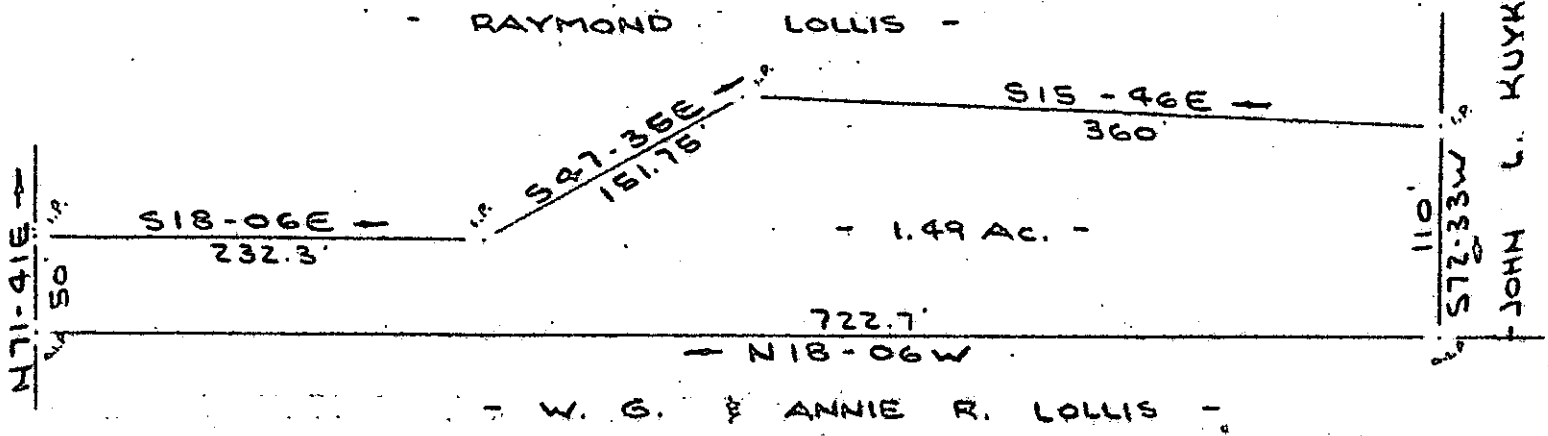 - RAYMOND LOLLIS -
S15-46E
360'
I.P.
S47-35E
151.75'
I.P.
S18-06E
232.3'
I.P.
I.P.
N71-41E
50'
- 1.49 Ac. -
110'
S72-33W
JOHN L. KUYK
722.7'
N18-06W
O.I.P.
O.I.P.
- W. G. & ANNIE R. LOLLIS -